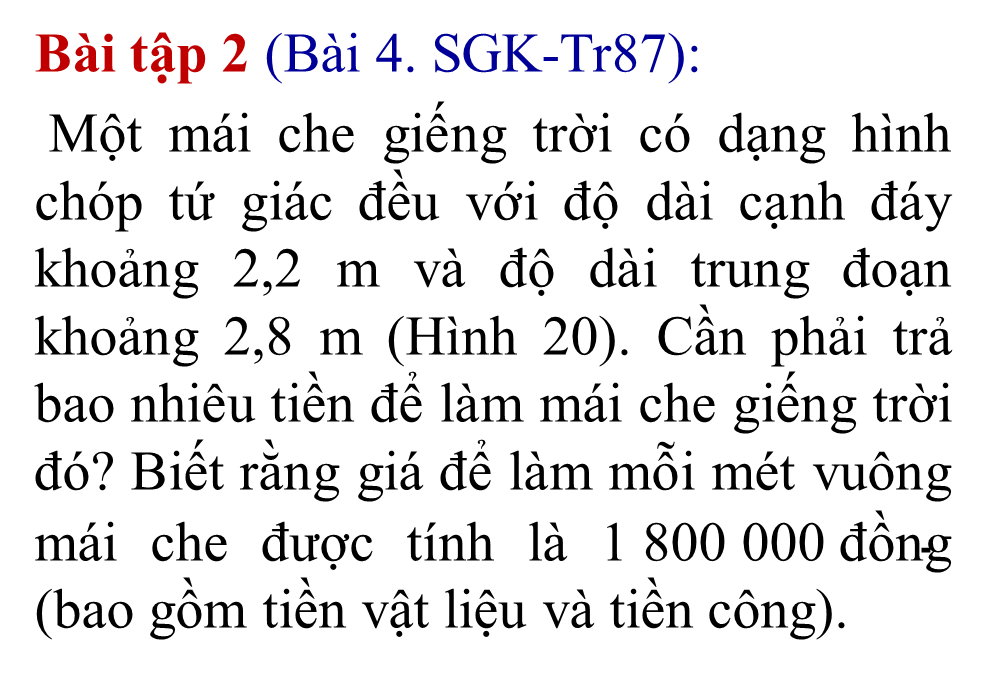 Bài tập 2 (Bài 4. SGK-Tr87):
Một mái che giếng trời có dạng hình
chóp tứ giác đều với độ dài cạnh đáy
khoảng 2,2 m và độ dài trung đoạn
khoảng 2,8 m (Hình 20). Cần phải trả
bao nhiêu tiền để làm mái che giếng trời
đó? Biết rằng giá để làm mỗi mét vuông
mái che được tính là 1 800 000 đồng
(bao gồm tiền vật liệu và tiền công).